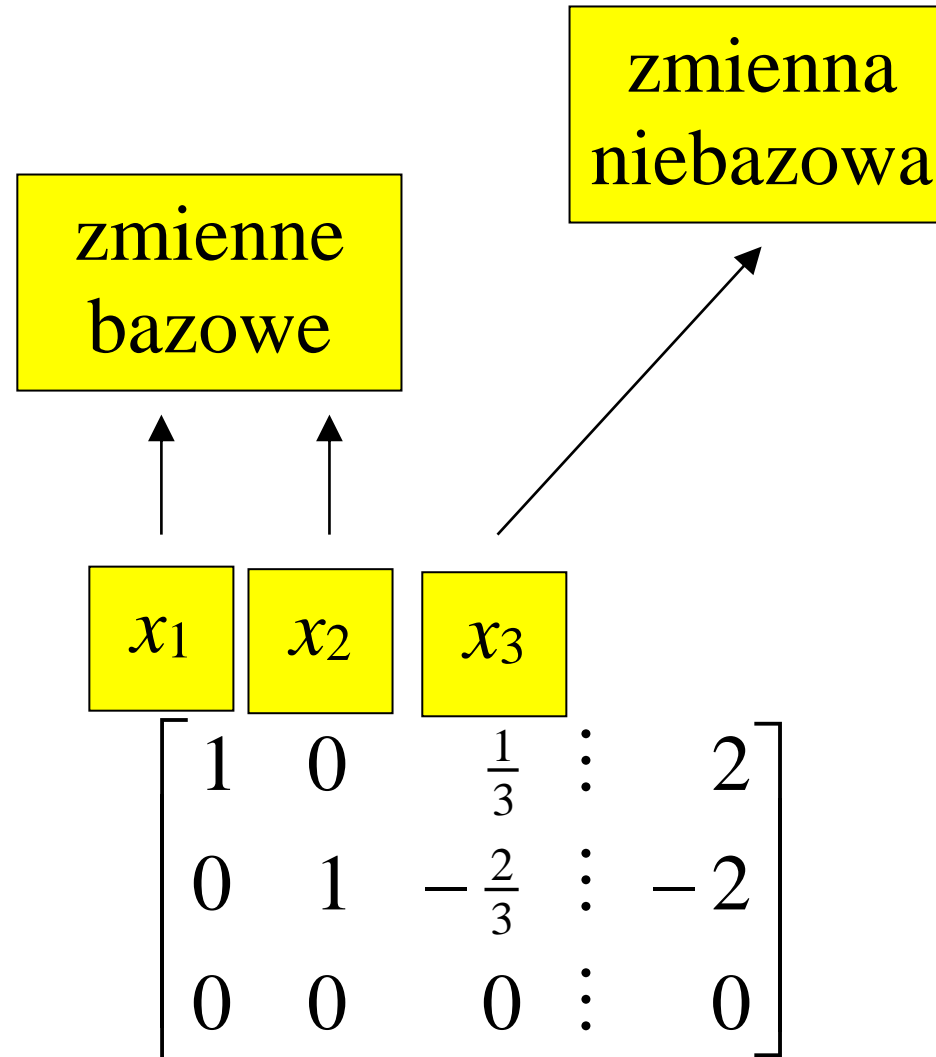 zmienna
niebazowa
zmienne
bazowe
x₁ x₂ x₃
1 0 1/3 ⋮ 2
0 1 −2/3 ⋮ −2
0 0 0 ⋮ 0